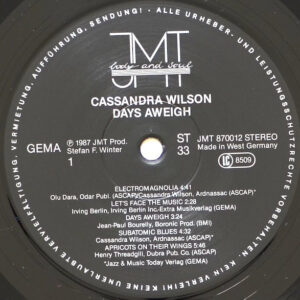 AUFFÜHRUNG, SENDUNG! - ALLE URHEBER- UND LEISTUNGSSCHUTZRECHTE VORBEHALTEN. - KEIN VERLEIH! KEINE UNERLAUBTE VERVIELFÄLTIGUNG, VERMIETUNG,
JMT
body and soul
CASSANDRA WILSON
DAYS AWEIGH
GEMA
℗ 1987 JMT Prod.
Stefan F. Winter
1
ST
33
JMT 870012 STEREO
Made in West Germany
LC 8509
ELECTROMAGNOLIA 4:41
Olu Dara, Odar Publ. (ASCAP)/Cassandra Wilson, Ardnassac (ASCAP)*
LET'S FACE THE MUSIC 2:28
Irving Berlin, Irving Berlin Inc-Extra Musikverlag (GEMA)
DAYS AWEIGH 3:24
Jean-Paul Bourelly, Boronic Prod. (BMI)
SUBATOMIC BLUES 4:32
Cassandra Wilson, Ardnassac (ASCAP)*
APRICOTS ON THEIR WINGS 5:46
Henry Threadgill, Dubra Pub Co. (ASCAP)
*Jazz & Music Today Verlag (GEMA)